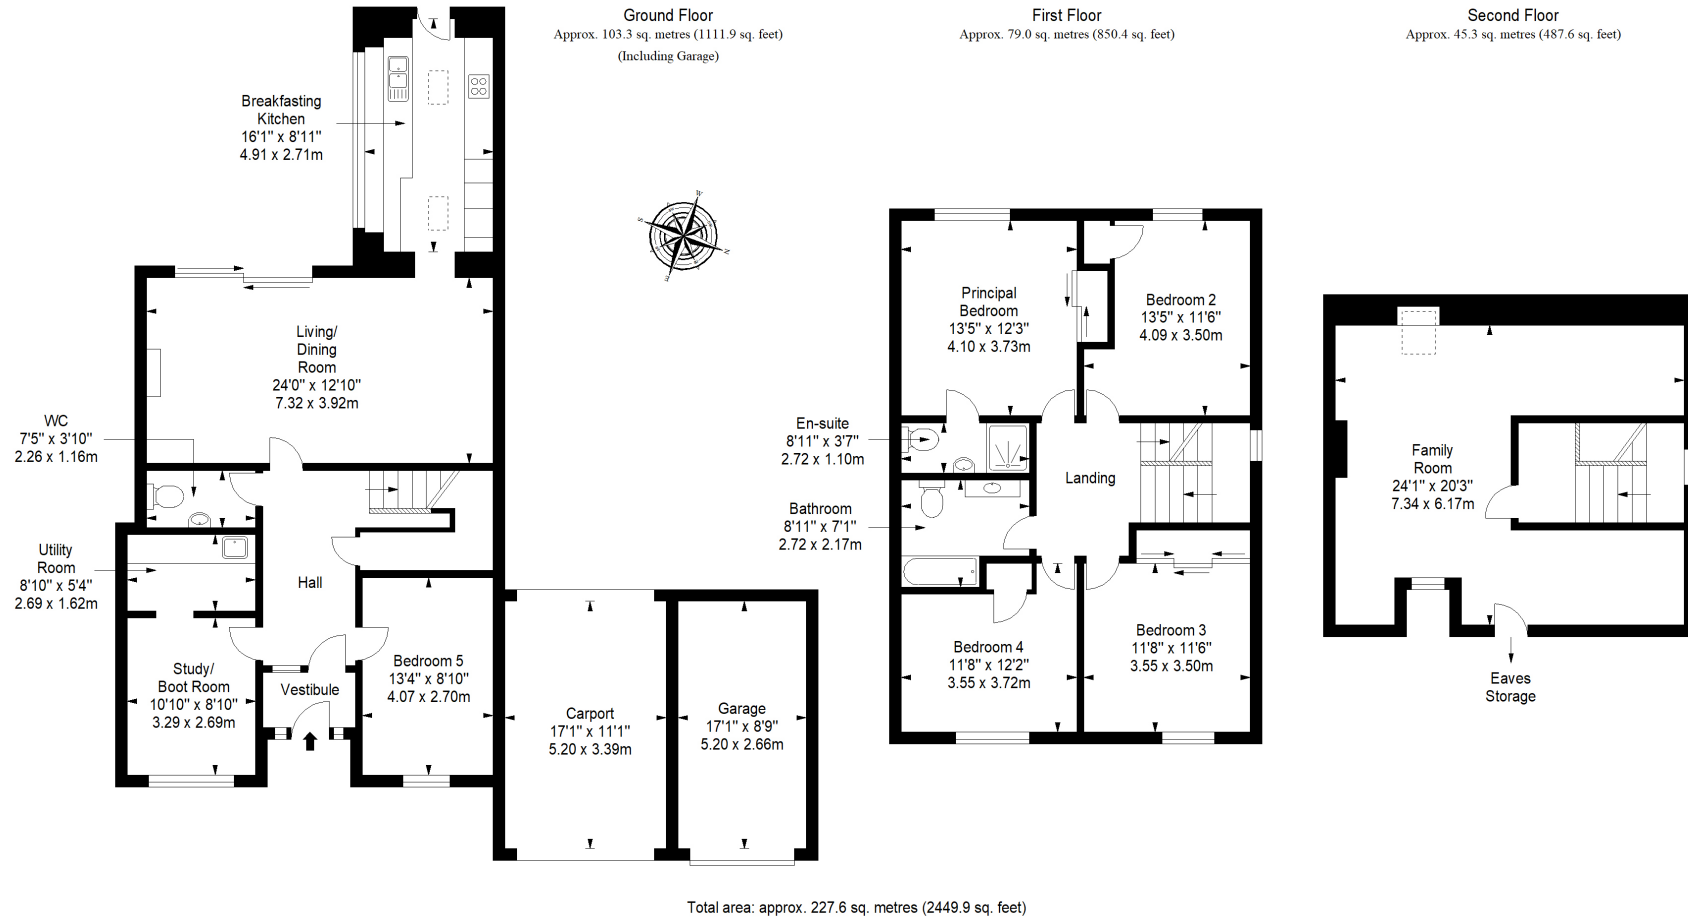 Ground Floor
Approx. 103.3 sq. metres (1111.9 sq. feet)
(Including Garage)
First Floor
Approx. 79.0 sq. metres (850.4 sq. feet)
Second Floor
Approx. 45.3 sq. metres (487.6 sq. feet)
Breakfasting
Kitchen
16'1" x 8'11"
4.91 x 2.71m
W
S
N
E
Living/
Dining
Room
24'0" x 12'10"
7.32 x 3.92m
WC
7'5" x 3'10"
2.26 x 1.16m
Utility
Room
8'10" x 5'4"
2.69 x 1.62m
Hall
Study/
Boot Room
10'10" x 8'10"
3.29 x 2.69m
Vestibule
Bedroom 5
13'4" x 8'10"
4.07 x 2.70m
Carport
17'1" x 11'1"
5.20 x 3.39m
Garage
17'1" x 8'9"
5.20 x 2.66m
Principal
Bedroom
13'5" x 12'3"
4.10 x 3.73m
Bedroom 2
13'5" x 11'6"
4.09 x 3.50m
En-suite
8'11" x 3'7"
2.72 x 1.10m
Landing
Bathroom
8'11" x 7'1"
2.72 x 2.17m
Bedroom 4
11'8" x 12'2"
3.55 x 3.72m
Bedroom 3
11'8" x 11'6"
3.55 x 3.50m
Family
Room
24'1" x 20'3"
7.34 x 6.17m
Eaves
Storage
Total area: approx. 227.6 sq. metres (2449.9 sq. feet)